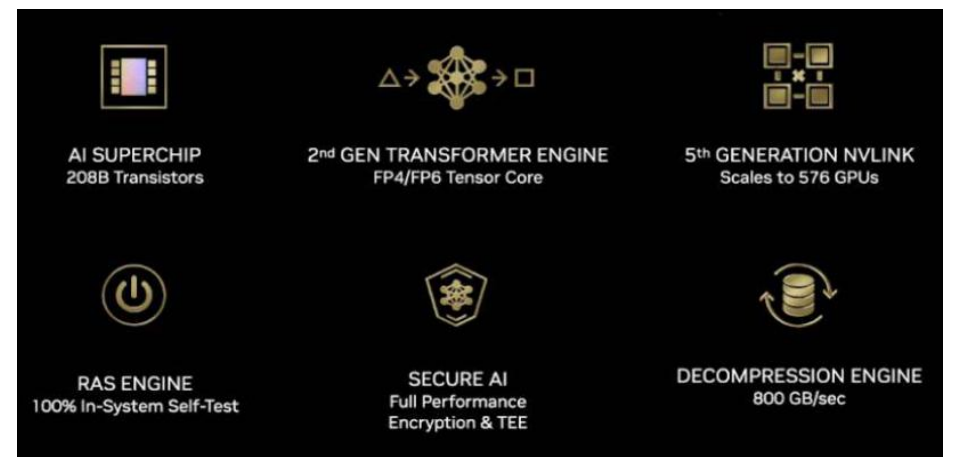 AI SUPERCHIP
208B Transistors
2nd GEN TRANSFORMER ENGINE
FP4/FP6 Tensor Core
5th GENERATION NVLINK
Scales to 576 GPUs
RAS ENGINE
100% In-System Self-Test
SECURE AI
Full Performance
Encryption & TEE
DECOMPRESSION ENGINE
800 GB/sec